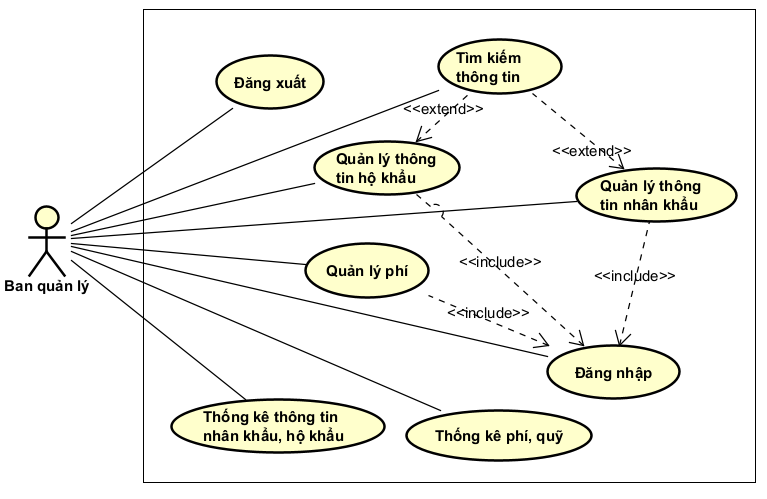 Tìm kiếm
thông tin
Đăng xuất
<<extend>>
<<extend>>
Quản lý thông
tin hộ khẩu
Quản lý thông
tin nhân khẩu
<<include>>
Quản lý phí
<<include>>
Ban quản lý
<<include>>
Đăng nhập
Thống kê thông tin
nhân khẩu, hộ khẩu
Thống kê phí, quỹ